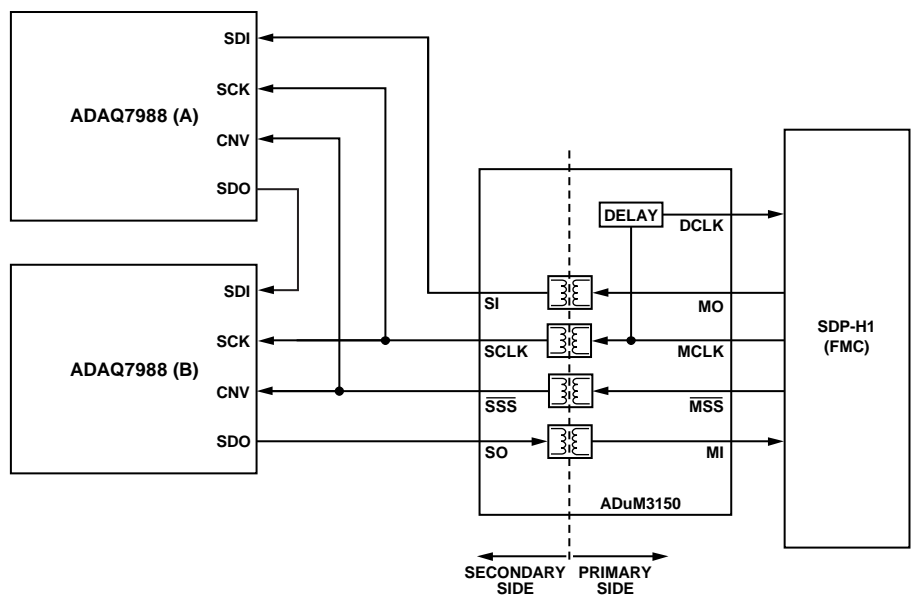 ADAQ7988 (A)
SDI
SCK
CNV
SDO
ADAQ7988 (B)
SDI
SCK
CNV
SDO
DELAY
DCLK
SI
MO
SCLK
MCLK
SSS
MSS
SO
MI
ADuM3150
SECONDARY
SIDE
PRIMARY
SIDE
SDP-H1
(FMC)